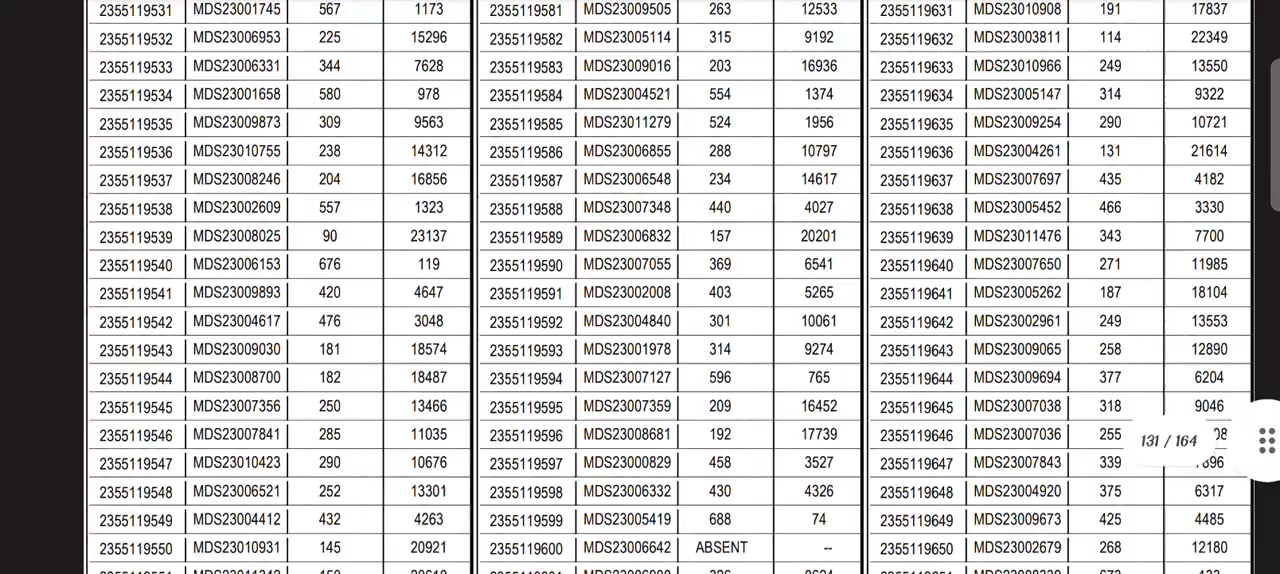 2355119531 MDS23001745 567 1173 2355119581 MDS23009505 263 12533 2355119631 MDS23010908 191 17837
2355119532 MDS23006953 225 15296 2355119582 MDS23005114 315 9192 2355119632 MDS23003811 114 22349
2355119533 MDS23006331 344 7628 2355119583 MDS23009016 203 16936 2355119633 MDS23010966 249 13550
2355119534 MDS23001658 580 978 2355119584 MDS23004521 554 1374 2355119634 MDS23005147 314 9322
2355119535 MDS23009873 309 9563 2355119585 MDS23011279 524 1956 2355119635 MDS23009254 290 10721
2355119536 MDS23010755 238 14312 2355119586 MDS23006855 288 10797 2355119636 MDS23004261 131 21614
2355119537 MDS23008246 204 16856 2355119587 MDS23006548 234 14617 2355119637 MDS23007697 435 4182
2355119538 MDS23002609 557 1323 2355119588 MDS23007348 440 4027 2355119638 MDS23005452 466 3330
2355119539 MDS23008025 90 23137 2355119589 MDS23006832 157 20201 2355119639 MDS23011476 343 7700
2355119540 MDS23006153 676 119 2355119590 MDS23007055 369 6541 2355119640 MDS23007650 271 11985
2355119541 MDS23009893 420 4647 2355119591 MDS23002008 403 5265 2355119641 MDS23005262 187 18104
2355119542 MDS23004617 476 3048 2355119592 MDS23004840 301 10061 2355119642 MDS23002961 249 13553
2355119543 MDS23009030 181 18574 2355119593 MDS23001978 314 9274 2355119643 MDS23009065 258 12890
2355119544 MDS23008700 182 18487 2355119594 MDS23007127 596 765 2355119644 MDS23009694 377 6204
2355119545 MDS23007356 250 13466 2355119595 MDS23007359 209 16452 2355119645 MDS23007038 318 9046
2355119546 MDS23007841 285 11035 2355119596 MDS23008681 192 17739 2355119646 MDS23007036 255
131 / 164
2355119547 MDS23010423 290 10676 2355119597 MDS23000829 458 3527 2355119647 MDS23007843 339
2355119548 MDS23006521 252 13301 2355119598 MDS23006332 430 4326 2355119648 MDS23004920 375 6317
2355119549 MDS23004412 432 4263 2355119599 MDS23005419 688 74 2355119649 MDS23009673 425 4485
2355119550 MDS23010931 145 20921 2355119600 MDS23006642 ABSENT -- 2355119650 MDS23002679 268 12180